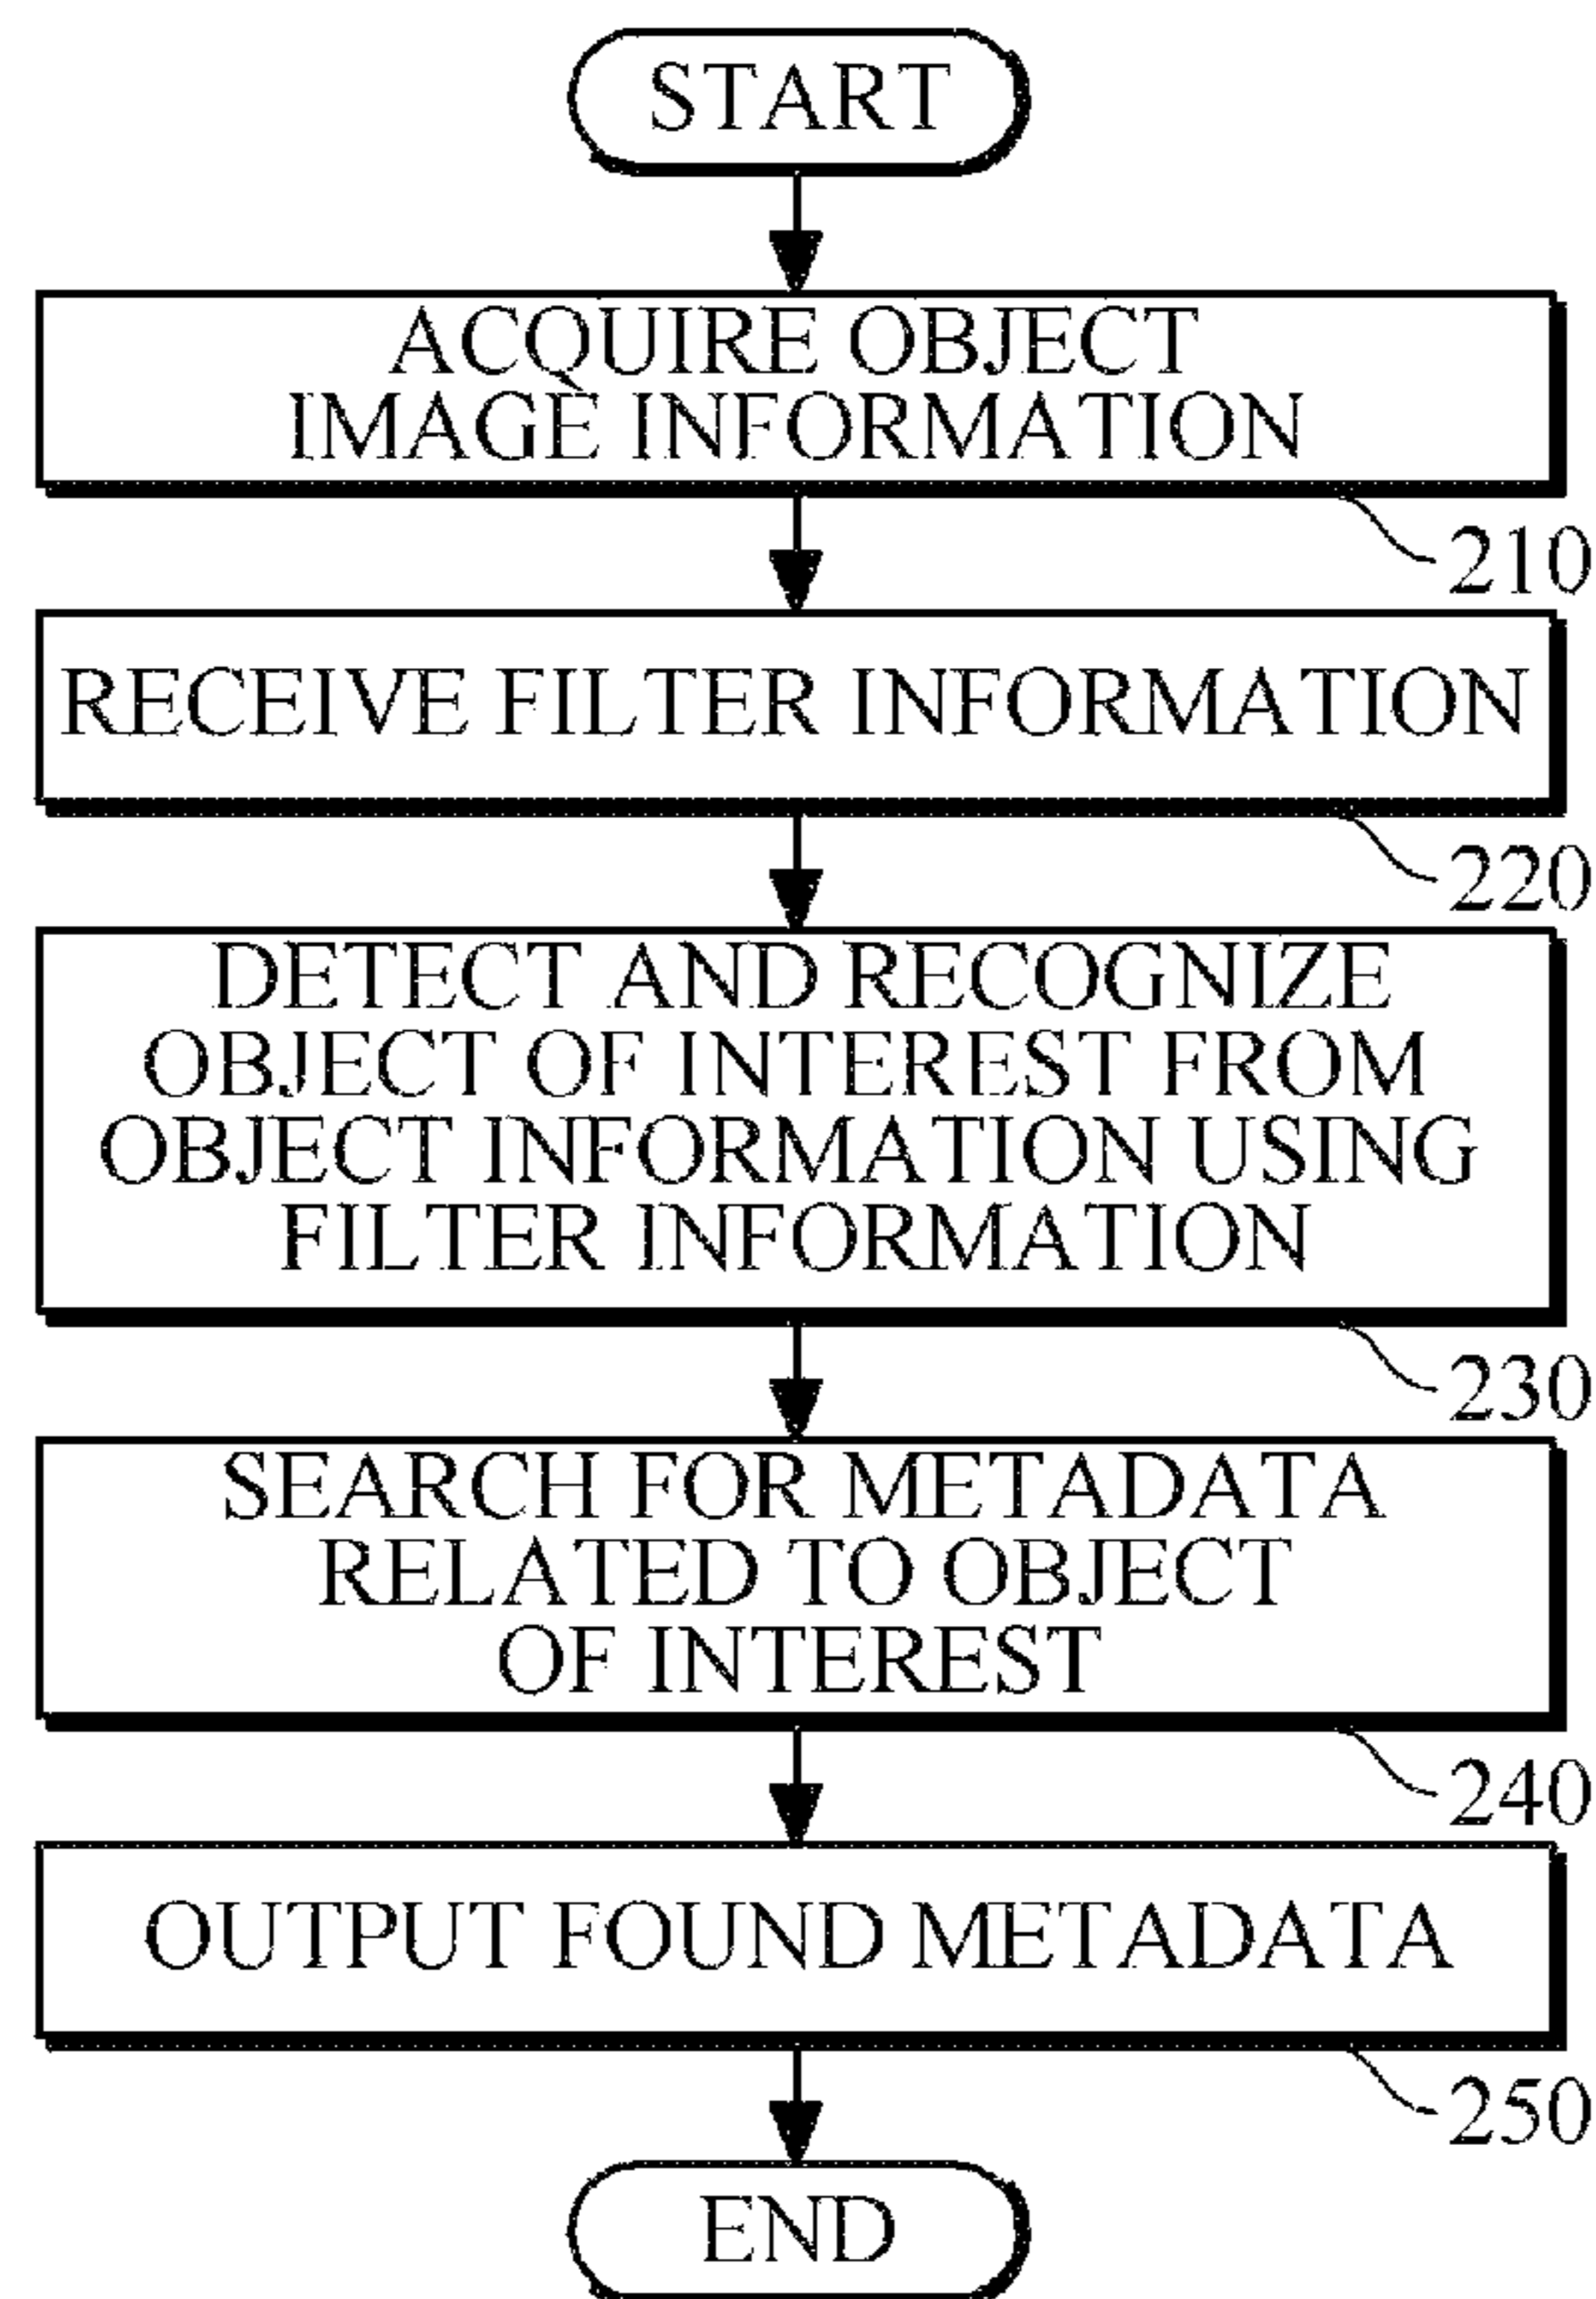 START
ACQUIRE OBJECT
IMAGE INFORMATION
210
RECEIVE FILTER INFORMATION
220
DETECT AND RECOGNIZE
OBJECT OF INTEREST FROM
OBJECT INFORMATION USING
FILTER INFORMATION
230
SEARCH FOR METADATA
RELATED TO OBJECT
OF INTEREST
240
OUTPUT FOUND METADATA
250
END